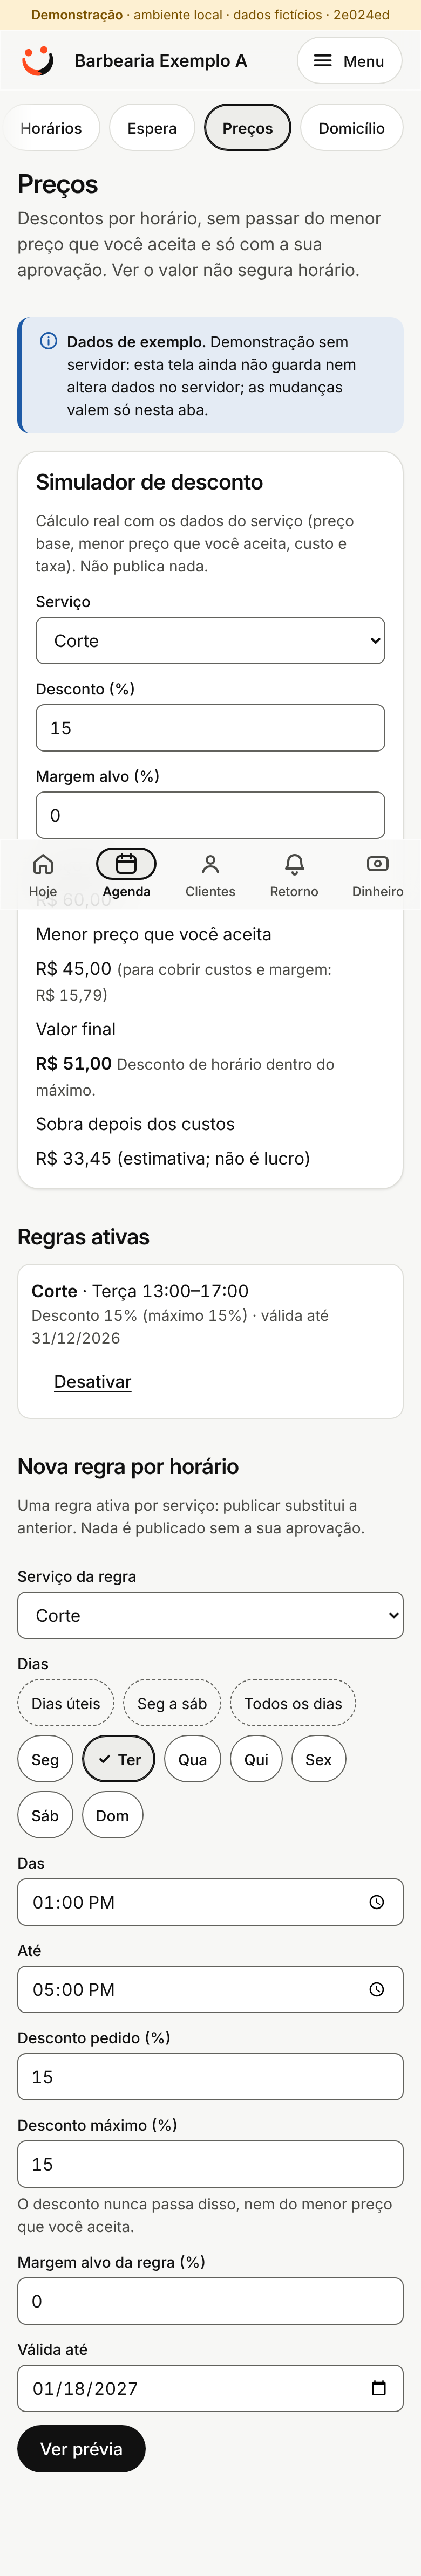 Demonstração · ambiente local · dados fictícios · 2e024ed
Barbearia Exemplo A
Menu
Horários
Espera
Preços
Domicílio
Preços
Descontos por horário, sem passar do menor
preço que você aceita e só com a sua
aprovação. Ver o valor não segura horário.
Dados de exemplo. Demonstração sem
servidor: esta tela ainda não guarda nem
altera dados no servidor; as mudanças
valem só nesta aba.
Simulador de desconto
Cálculo real com os dados do serviço (preço
base, menor preço que você aceita, custo e
taxa). Não publica nada.
Serviço
Corte
Desconto (%)
15
Margem alvo (%)
0
Hoje
Agenda
Clientes
Retorno
Dinheiro
R$ 60,00
Menor preço que você aceita
R$ 45,00 (para cobrir custos e margem:
R$ 15,79)
Valor final
R$ 51,00 Desconto de horário dentro do
máximo.
Sobra depois dos custos
R$ 33,45 (estimativa; não é lucro)
Regras ativas
Corte · Terça 13:00–17:00
Desconto 15% (máximo 15%) · válida até
31/12/2026
Desativar
Nova regra por horário
Uma regra ativa por serviço: publicar substitui a
anterior. Nada é publicado sem a sua aprovação.
Serviço da regra
Corte
Dias
Dias úteis
Seg a sáb
Todos os dias
Seg
Ter
Qua
Qui
Sex
Sáb
Dom
Das
01:00 PM
Até
05:00 PM
Desconto pedido (%)
15
Desconto máximo (%)
15
O desconto nunca passa disso, nem do menor preço
que você aceita.
Margem alvo da regra (%)
0
Válida até
01/18/2027
Ver prévia